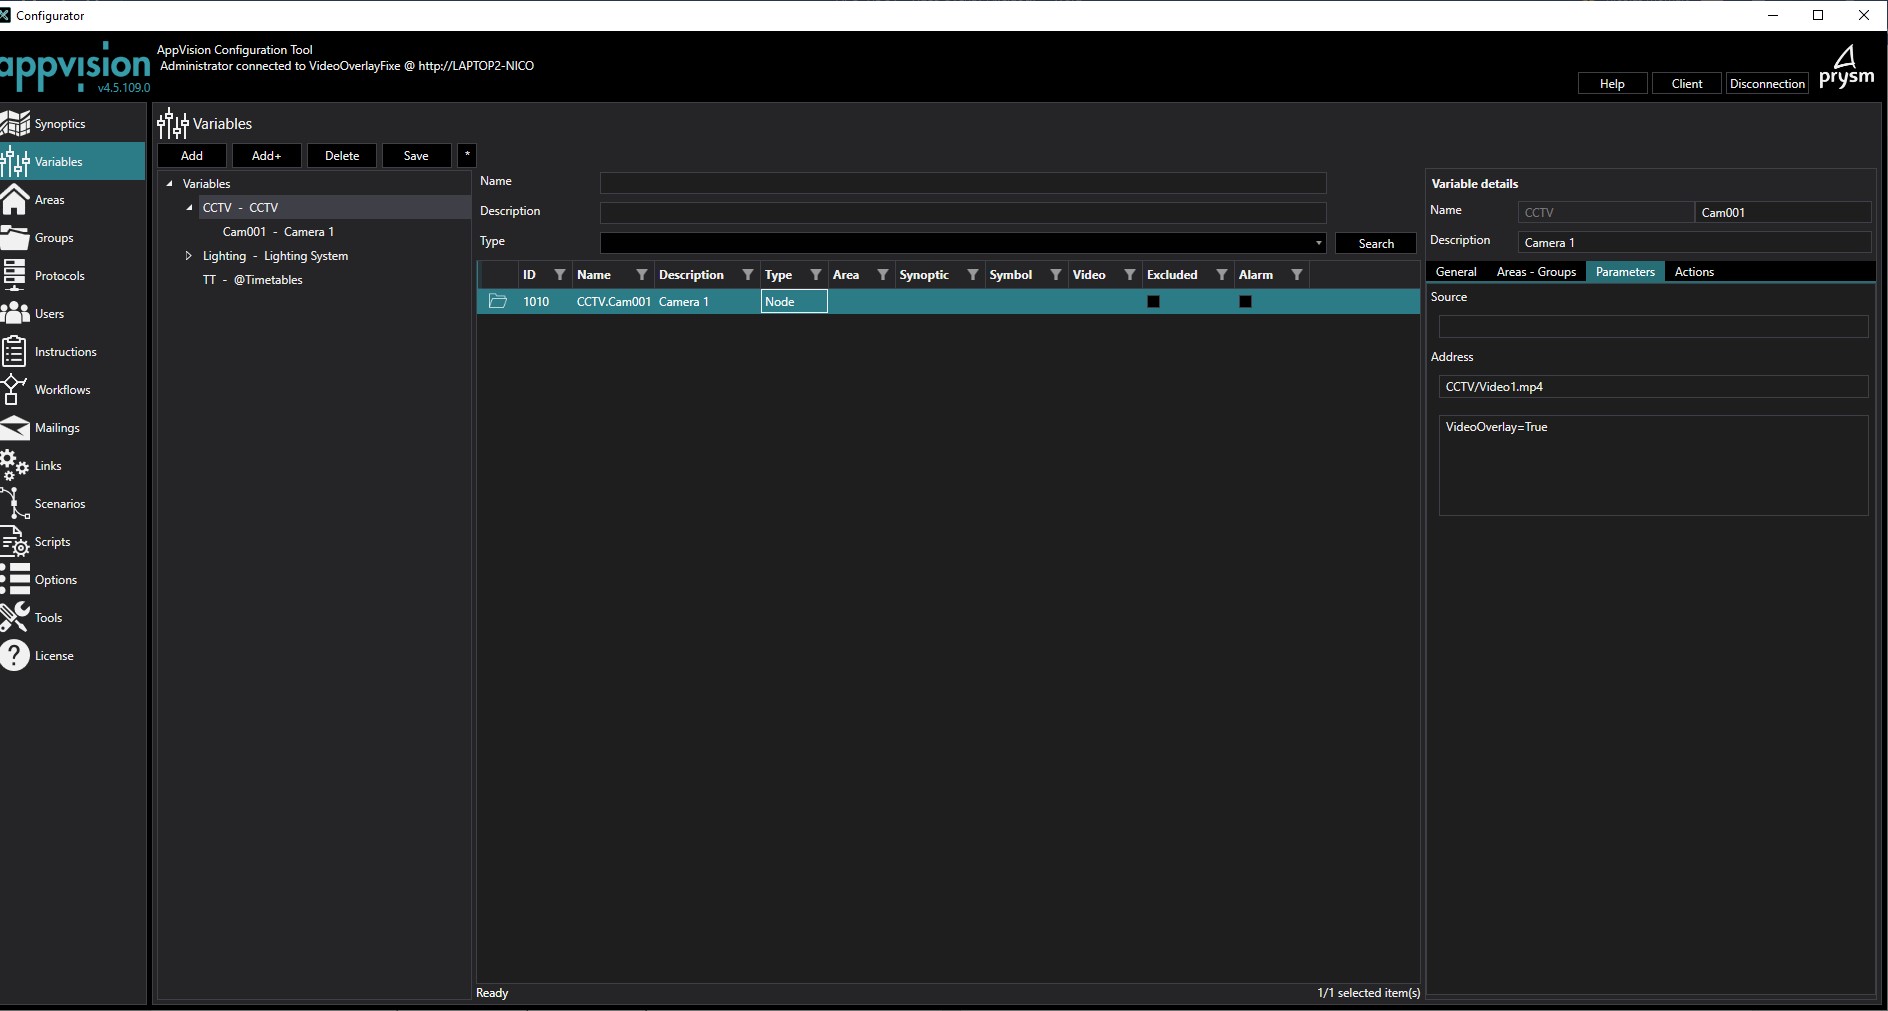 Configurator
appvision
v4.5.109.0
AppVision Configuration Tool
Administrator connected to VideoOverlayFixe @ http://LAPTOP2-NICO
Help
Client
Disconnection
prysm
Synoptics
Variables
Areas
Groups
Protocols
Users
Instructions
Workflows
Mailings
Links
Scenarios
Scripts
Options
Tools
License
Variables
Add
Add+
Delete
Save
*
Variables
CCTV - CCTV
Cam001 - Camera 1
Lighting - Lighting System
TT - @Timetables
Name
Description
Type
Search
ID Name Description Type Area Synoptic Symbol Video Excluded Alarm
1010 CCTV.Cam001 Camera 1 Node
Ready
1/1 selected item(s)
Variable details
Name CCTV Cam001
Description Camera 1
General Areas - Groups Parameters Actions
Source
Address
CCTV/Video1.mp4
VideoOverlay=True